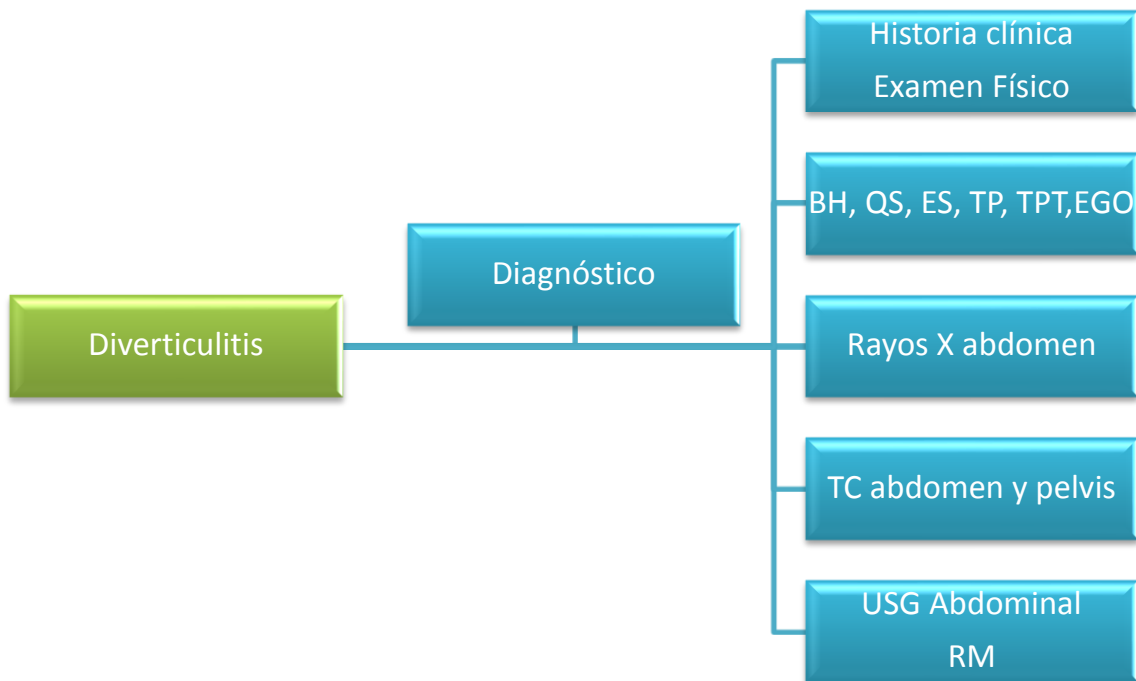 Diverticulitis
Diagnóstico
Historia clínica
Examen Físico
BH, QS, ES, TP, TPT,EGO
Rayos X abdomen
TC abdomen y pelvis
USG Abdominal
RM